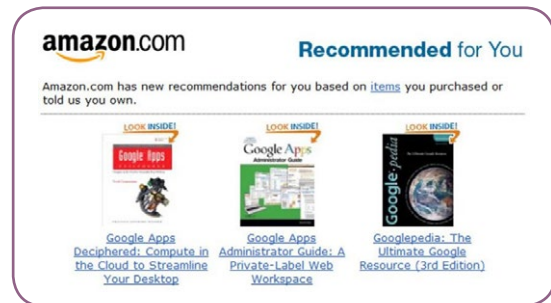 amazon.com
Recommended for You
Amazon.com has new recommendations for you based on items you purchased or
told us you own.
LOOK INSIDE! LOOK INSIDE! LOOK INSIDE!
Google Apps
Google Apps
Administrator Guide
Google-pedia
Google Apps Google Apps Googlepedia: The
Deciphered: Compute in Administrator Guide: A Ultimate Google
the Cloud to Streamline Private-Label Web Resource (3rd Edition)
Your Desktop Workspace